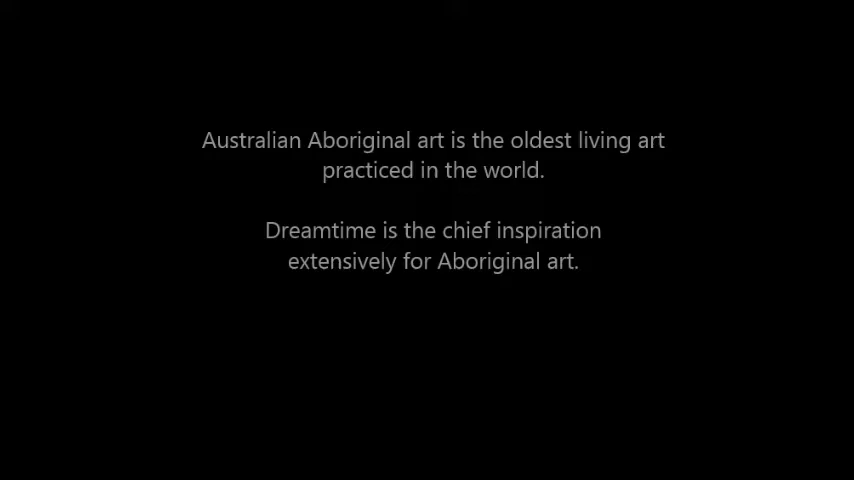 Australian Aboriginal art is the oldest living art
practiced in the world.
Dreamtime is the chief inspiration
extensively for Aboriginal art.